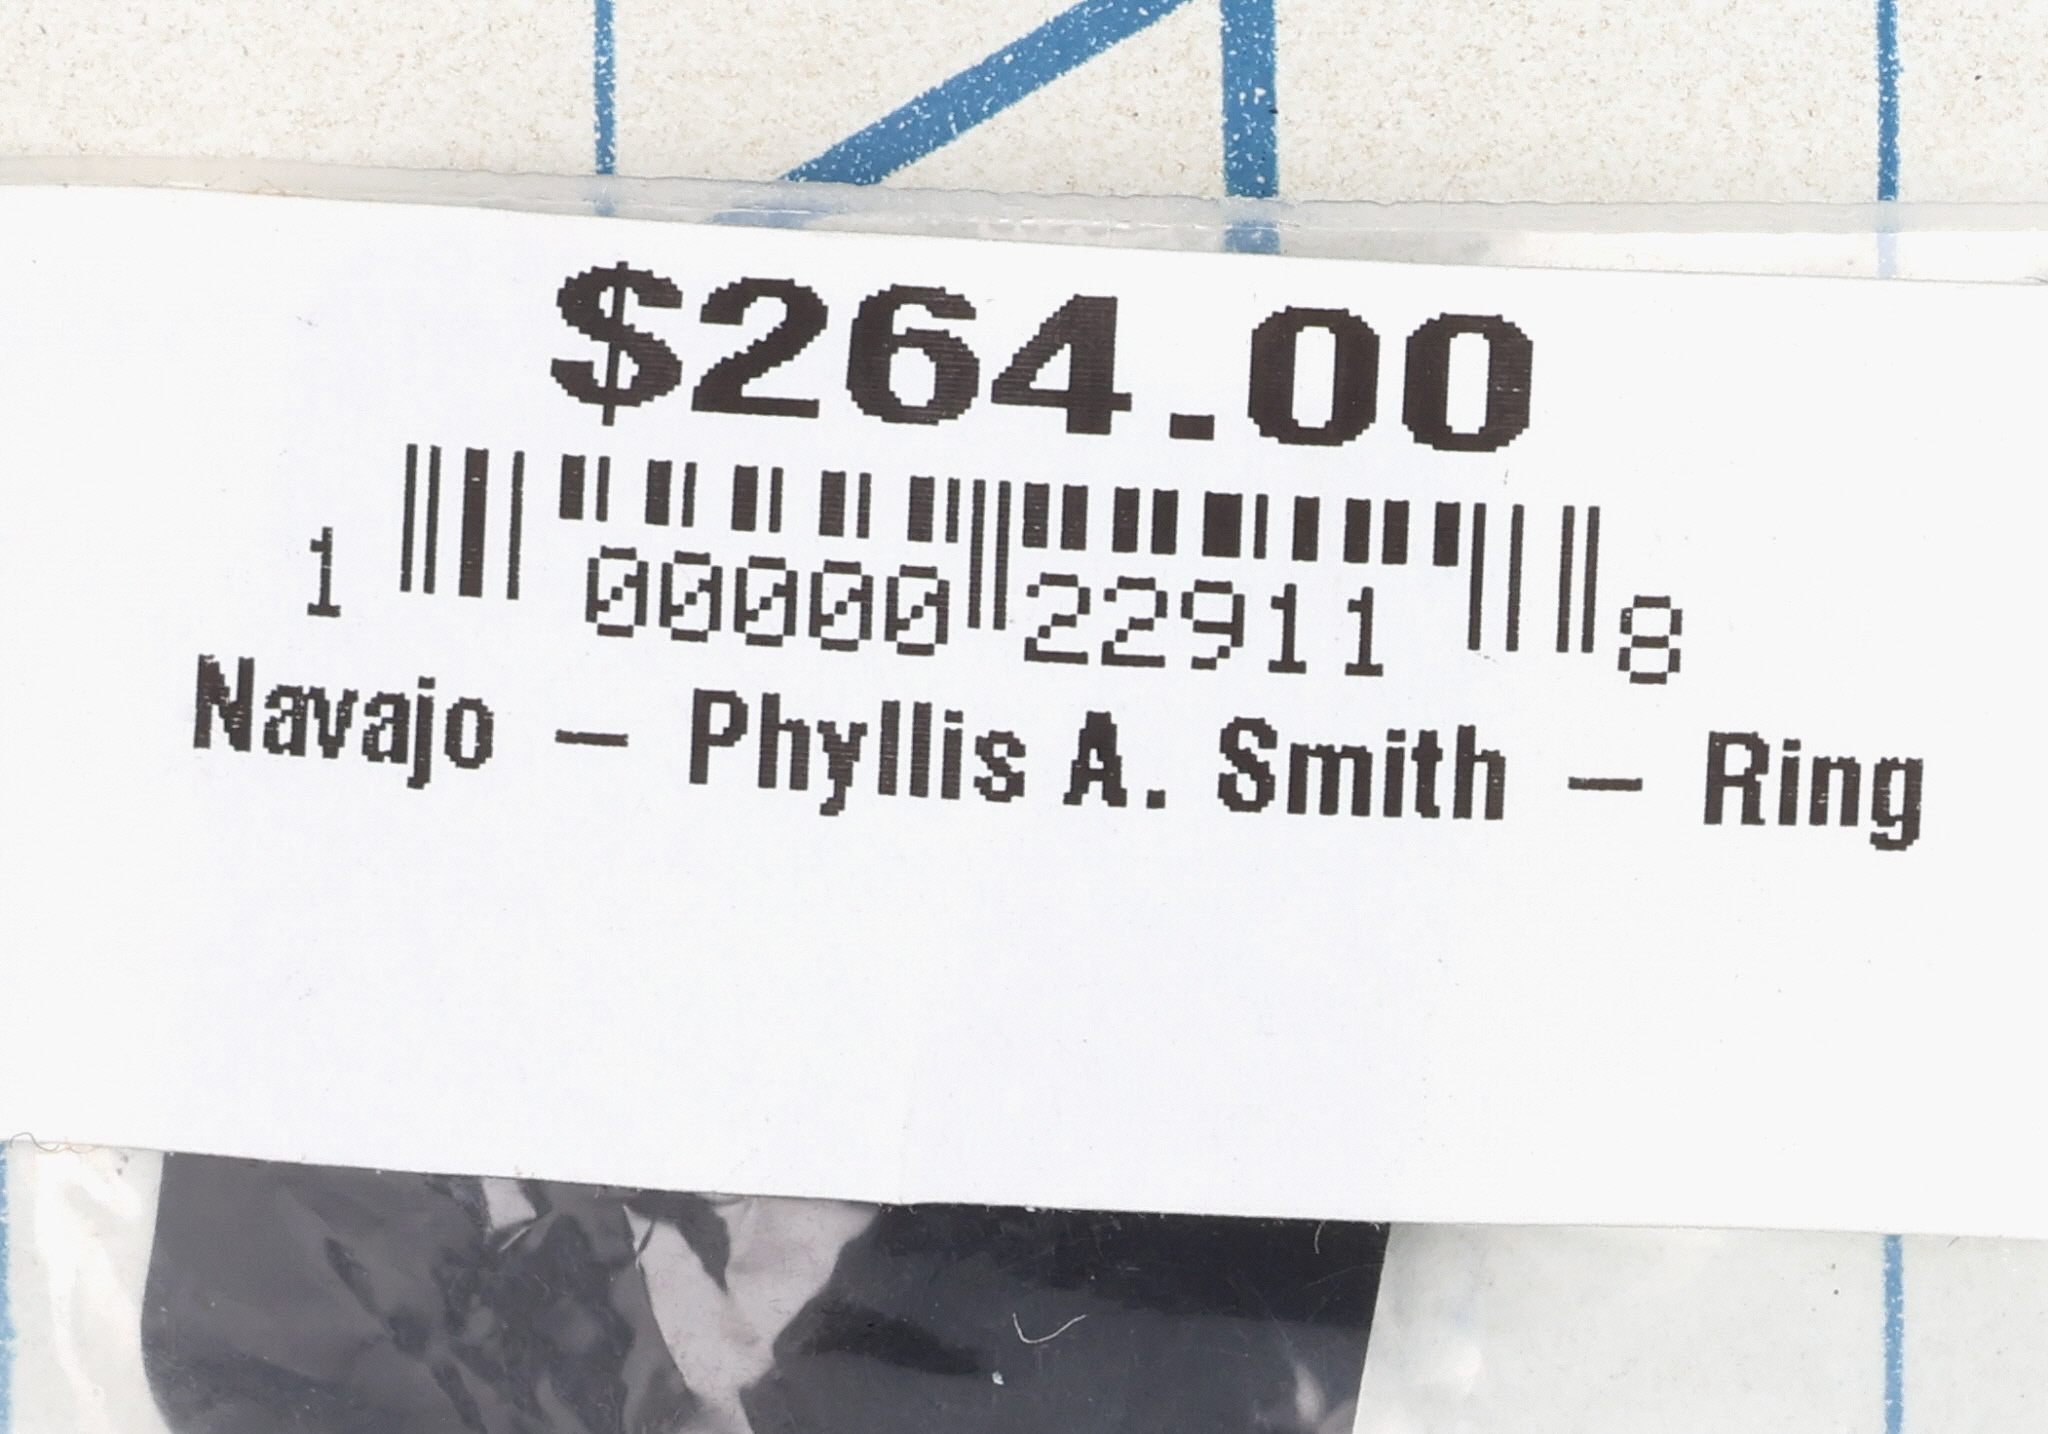 $264.00
1 00000 22911 8
Navajo – Phyllis A. Smith – Ring